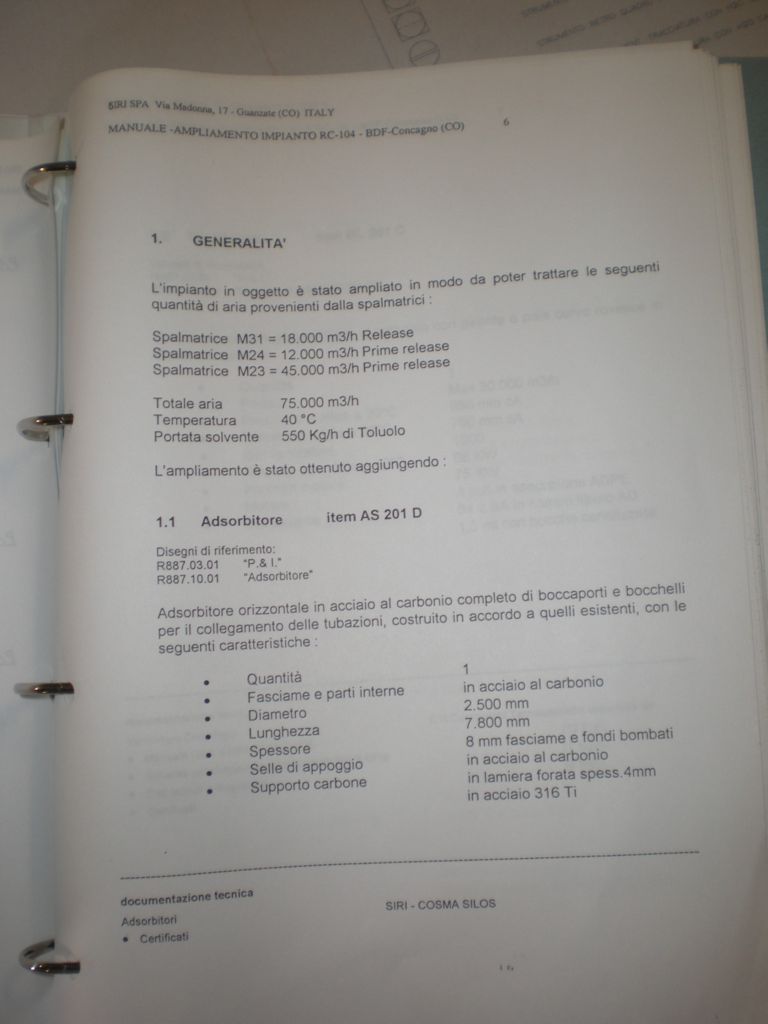 SIRI SPA Via Madonna, 17 - Guanzate (CO) ITALY
MANUALE -AMPLIAMENTO IMPIANTO RC-104 - BDF-Concagno (CO) 6
1. GENERALITA'
L'impianto in oggetto è stato ampliato in modo da poter trattare le seguenti
quantità di aria provenienti dalla spalmatrici :
Spalmatrice M31 = 18.000 m3/h Release
Spalmatrice M24 = 12.000 m3/h Prime release
Spalmatrice M23 = 45.000 m3/h Prime release
Totale aria 75.000 m3/h
Temperatura 40 °C
Portata solvente 550 Kg/h di Toluolo
L'ampliamento è stato ottenuto aggiungendo :
1.1 Adsorbitore item AS 201 D
Disegni di riferimento:
R887.03.01 "P.& I."
R887.10.01 "Adsorbitore"
Adsorbitore orizzontale in acciaio al carbonio completo di boccaporti e bocchelli
per il collegamento delle tubazioni, costruito in accordo a quelli esistenti, con le
seguenti caratteristiche :
• Quantità 1
• Fasciame e parti interne in acciaio al carbonio
• Diametro 2.500 mm
• Lunghezza 7.800 mm
• Spessore 8 mm fasciame e fondi bombati
• Selle di appoggio in acciaio al carbonio
• Supporto carbone in lamiera forata spess.4mm
in acciaio 316 Ti
documentazione tecnica
Adsorbitori SIRI - COSMA SILOS
• Certificati